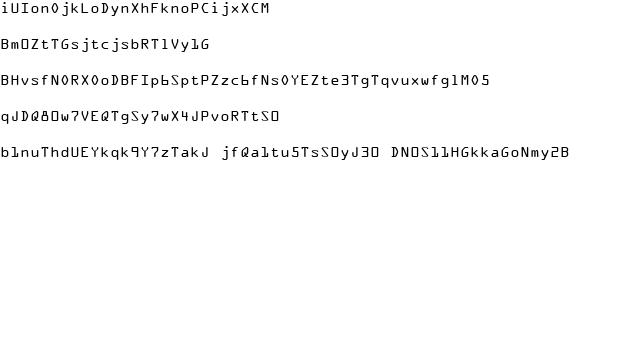 iUIon0jkLoDynXhFknoPCijxXCM
BmOZtTGsjtcjsbRTlVy1G
BHvsfN0RX0oDBFIp6SptPZzc6fNs0YEZte3TgTqvuxwfglM05
qJDQ8Ow7VEQTgSy7wX4JPvoRTtSO
b1nuThdUEYkqk9Y7zTakJ jfQa1tu5TsSOyJ3O DNOS11HGkkaGoNmy2B